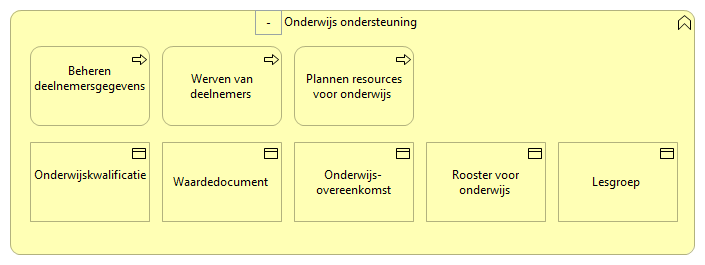 - Onderwijs ondersteuning
Beheren
deelnemersgegevens
Werven van
deelnemers
Plannen resources
voor onderwijs
Onderwijskwalificatie
Waardedocument
Onderwijs-
overeenkomst
Rooster voor
onderwijs
Lesgroep